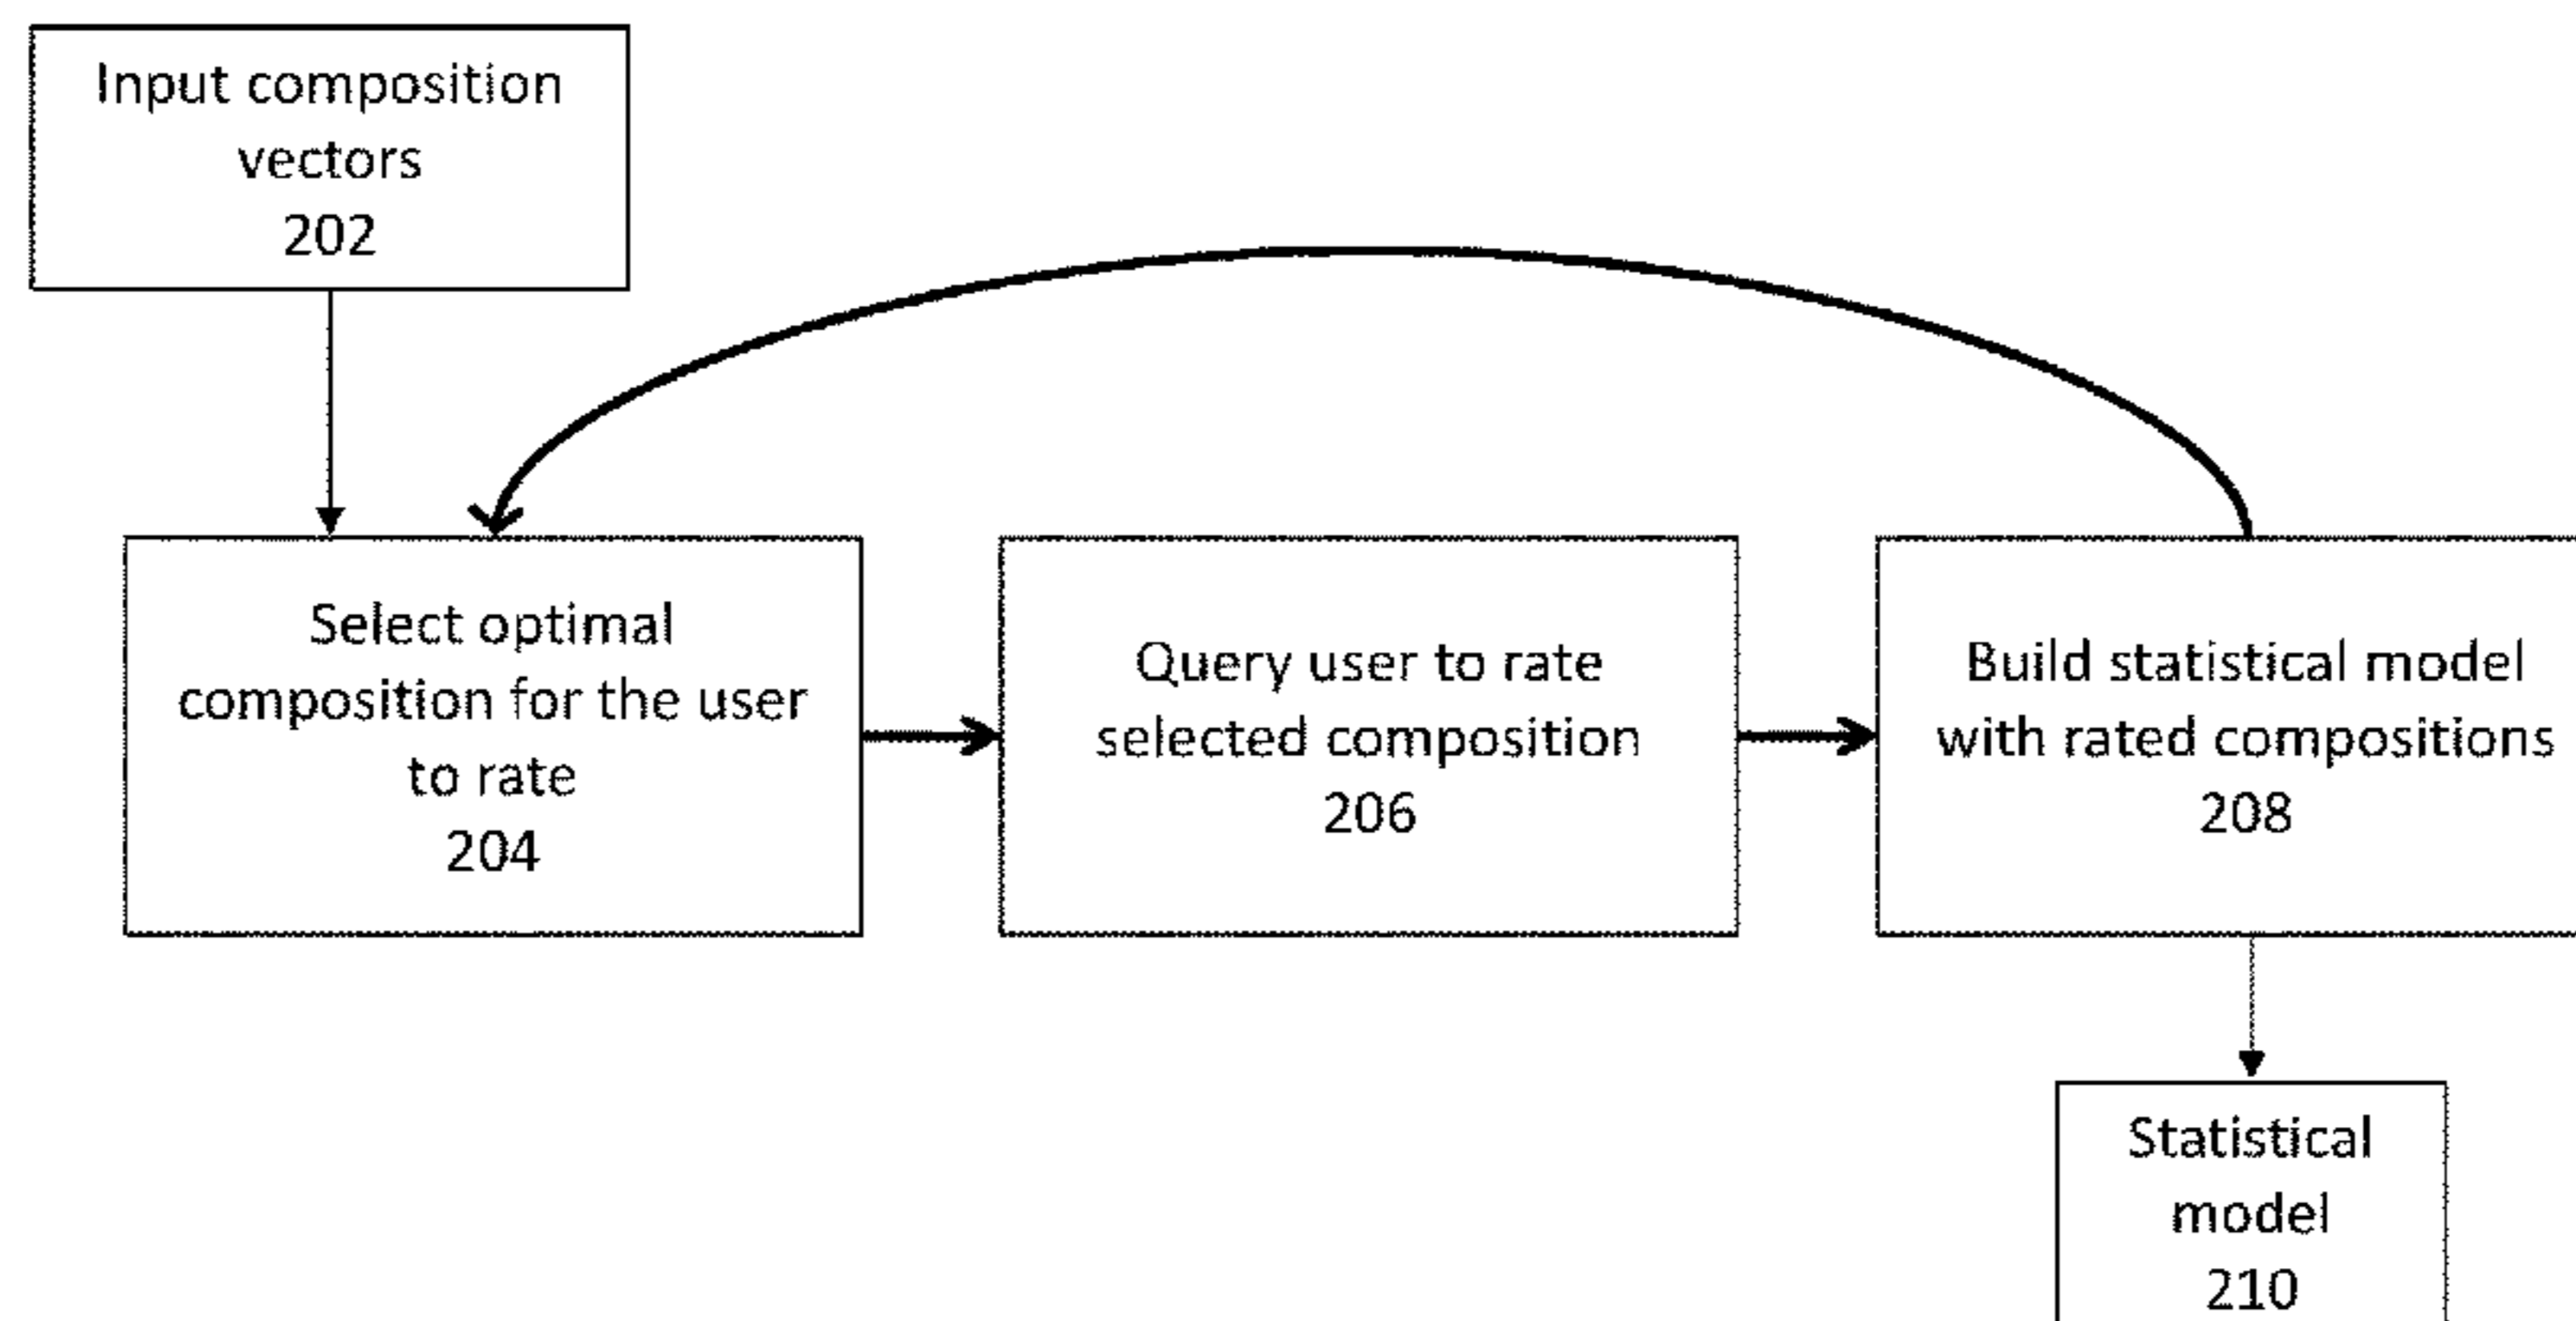 Input composition
vectors
202
Select optimal
composition for the user
to rate
204
Query user to rate
selected composition
206
Build statistical model
with rated compositions
208
Statistical
model
210